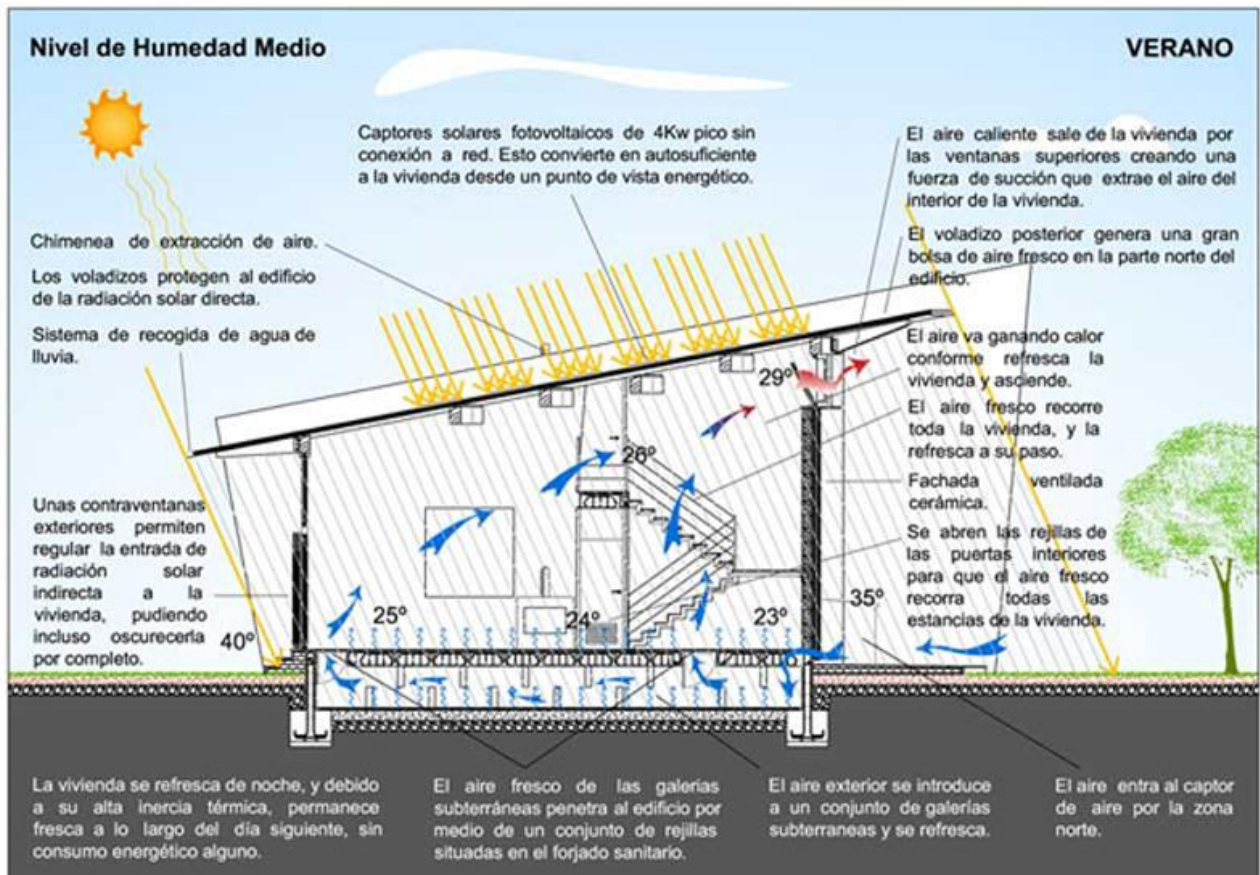 Nivel de Humedad Medio
VERANO
Captores solares fotovoltaicos de 4Kw pico sin
conexión a red. Esto convierte en autosuficiente
a la vivienda desde un punto de vista energético.
El aire caliente sale de la vivienda por
las ventanas superiores creando una
fuerza de succión que extrae el aire del
interior de la vivienda.
Chimenea de extracción de aire.
Los voladizos protegen al edificio
de la radiación solar directa.
Sistema de recogida de agua de
lluvia.
El voladizo posterior genera una gran
bolsa de aire fresco en la parte norte del
edificio.
El aire va ganando calor
conforme refresca la
vivienda y asciende.
El aire fresco recorre
toda la vivienda, y la
refresca a su paso.
Fachada ventilada
cerámica.
Se abren las rejillas de
las puertas interiores
para que el aire fresco
recorra todas las
estancias de la vivienda.
Unas contraventanas
exteriores permiten
regular la entrada de
radiación solar
indirecta a la
vivienda, pudiendo
incluso oscurecerla
por completo.
29º
26º
40º
25º
24º
23º
35º
La vivienda se refresca de noche, y debido
a su alta inercia térmica, permanece
fresca a lo largo del día siguiente, sin
consumo energético alguno.
El aire fresco de las galerías
subterráneas penetra al edificio por
medio de un conjunto de rejillas
situadas en el forjado sanitario.
El aire exterior se introduce
a un conjunto de galerías
subterraneas y se refresca.
El aire entra al captor
de aire por la zona
norte.